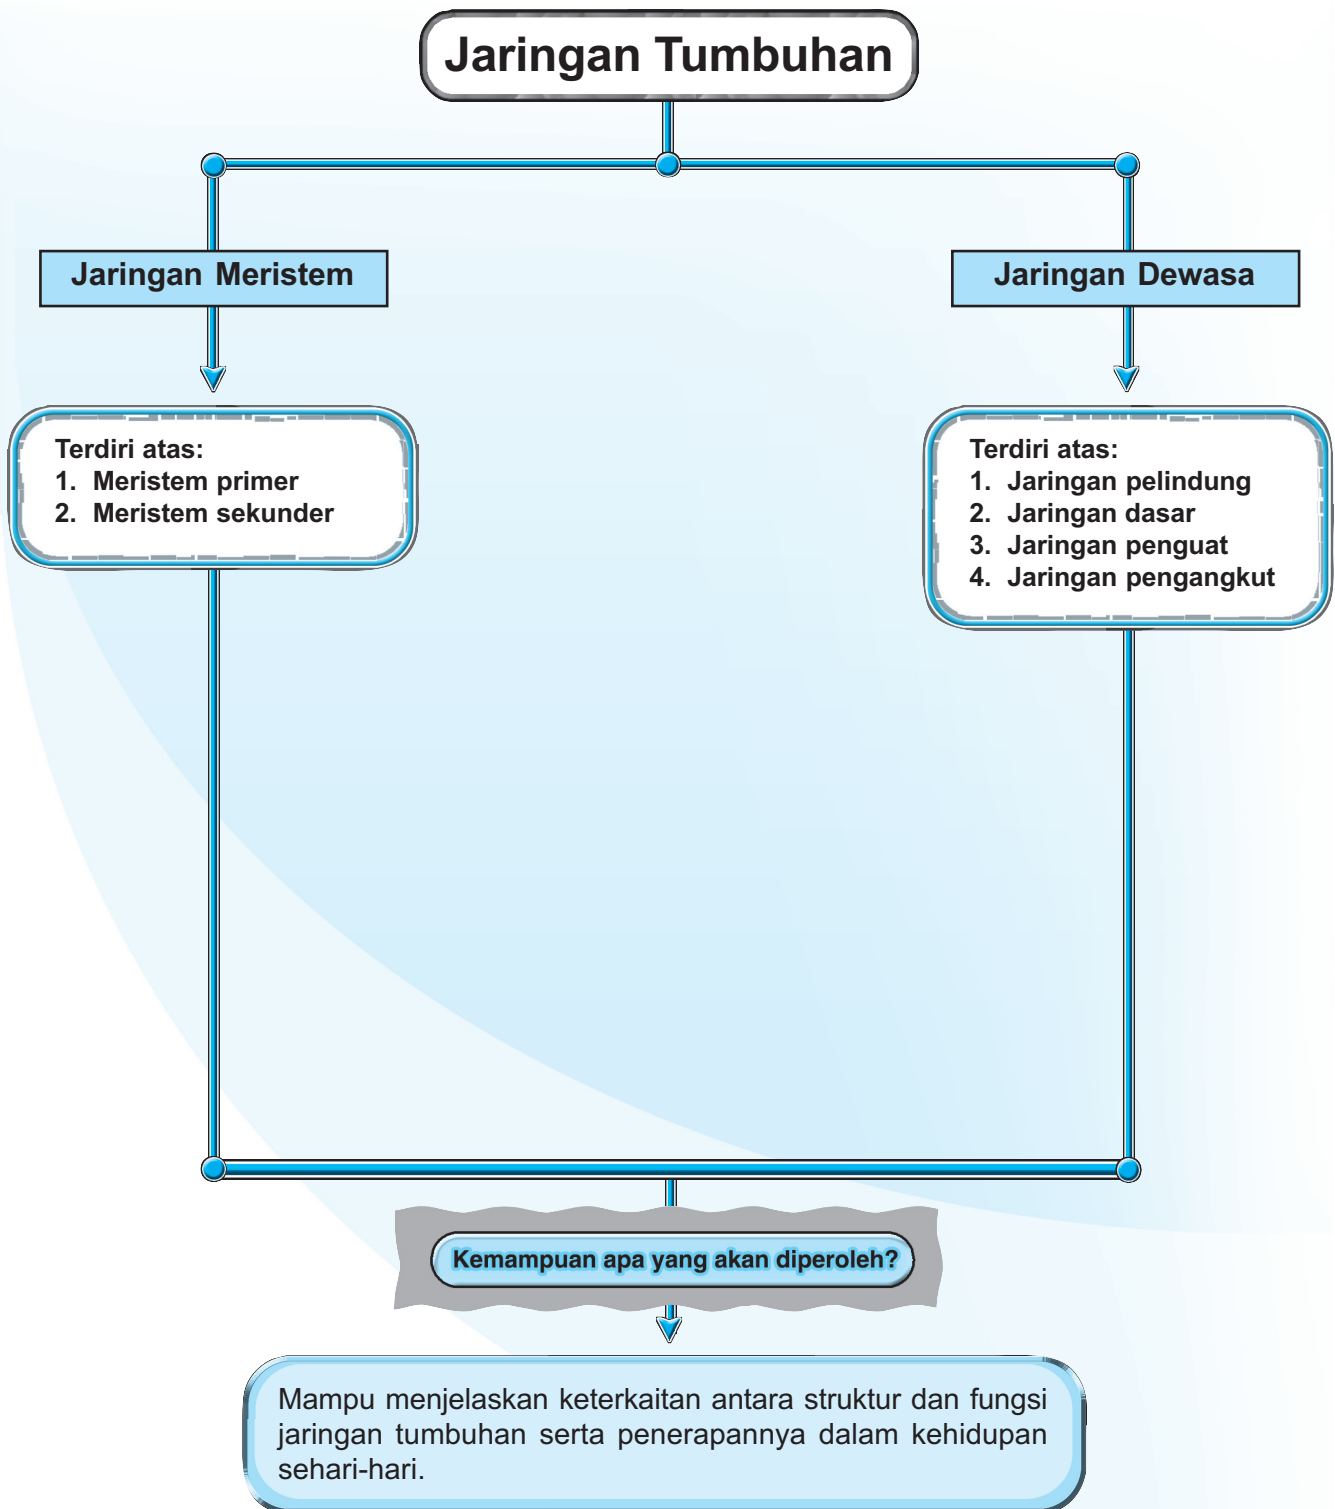 Jaringan Tumbuhan
Jaringan Meristem
Jaringan Dewasa
Terdiri atas:
1. Meristem primer
2. Meristem sekunder
Terdiri atas:
1. Jaringan pelindung
2. Jaringan dasar
3. Jaringan penguat
4. Jaringan pengangkut
Kemampuan apa yang akan diperoleh?
Mampu menjelaskan keterkaitan antara struktur dan fungsi
jaringan tumbuhan serta penerapannya dalam kehidupan
sehari-hari.